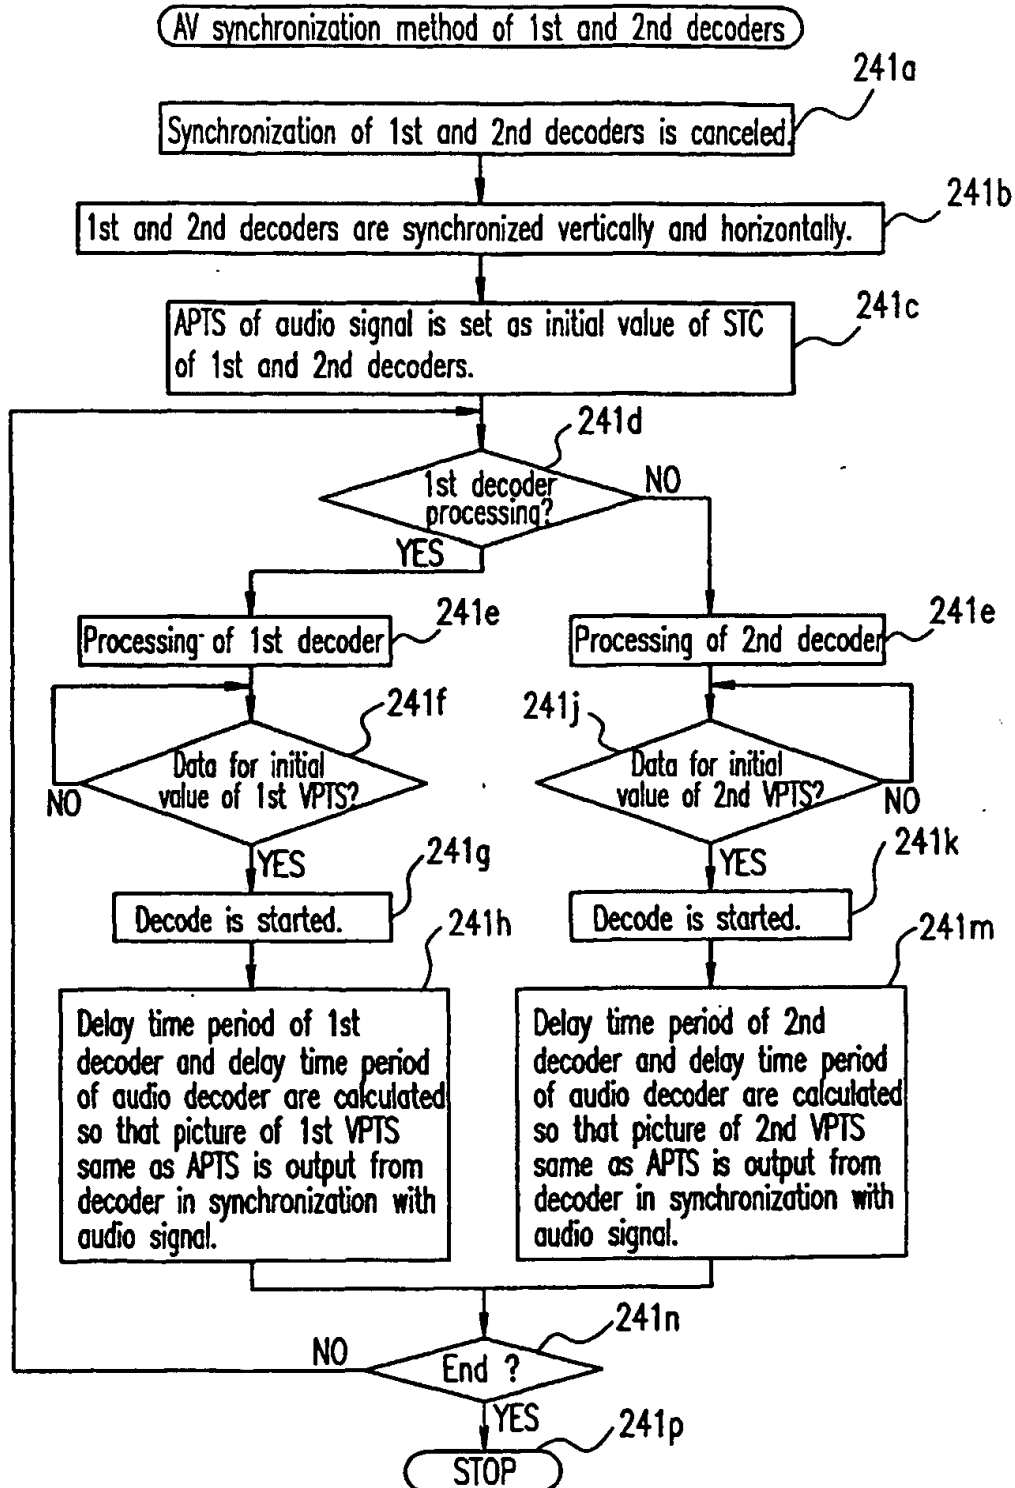 AV synchronization method of 1st and 2nd decoders
241a
Synchronization of 1st and 2nd decoders is canceled.
241b
1st and 2nd decoders are synchronized vertically and horizontally.
241c
APTS of audio signal is set as initial value of STC
of 1st and 2nd decoders.
241d
1st decoder
processing?
NO
YES
241e
Processing of 1st decoder
241e
Processing of 2nd decoder
241f
Data for initial
value of 1st VPTS?
NO
241j
Data for initial
value of 2nd VPTS?
NO
YES
241g
Decode is started.
YES
241k
Decode is started.
241h
Delay time period of 1st
decoder and delay time period
of audio decoder are calculated
so that picture of 1st VPTS
same as APTS is output from
decoder in synchronization with
audio signal.
241m
Delay time period of 2nd
decoder and delay time period
of audio decoder are calculated
so that picture of 2nd VPTS
same as APTS is output from
decoder in synchronization with
audio signal.
241n
NO
End ?
YES
241p
STOP